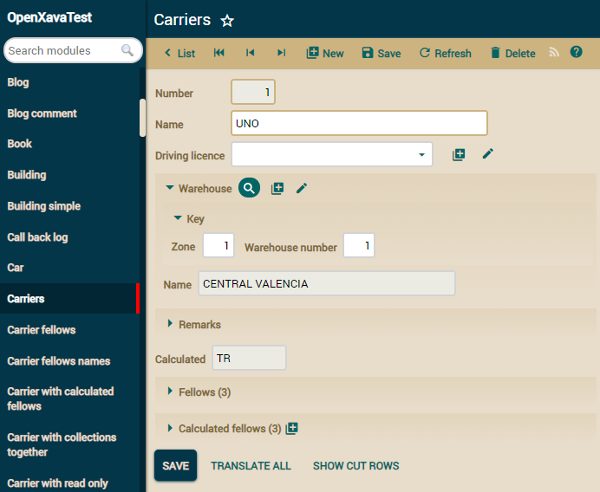 OpenXavaTest
Search modules
Blog
Blog comment
Book
Building
Building simple
Call back log
Car
Carriers
Carrier fellows
Carrier fellows names
Carrier with calculated
fellows
Carrier with collections
together
Carrier with read only
Carriers
List New Save Refresh Delete
Number 1
Name UNO
Driving licence
Warehouse
Key
Zone 1 Warehouse number 1
Name CENTRAL VALENCIA
Remarks
Calculated TR
Fellows (3)
Calculated fellows (3)
SAVE TRANSLATE ALL SHOW CUT ROWS